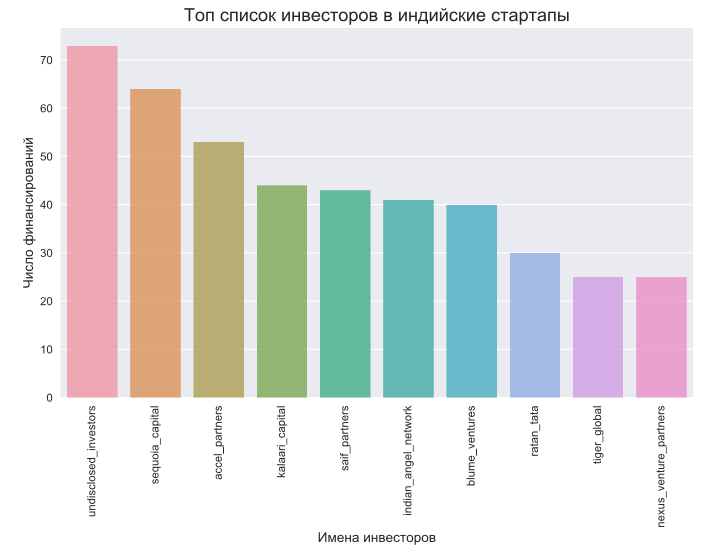 Топ список инвесторов в индийские стартапы
Число финансирований
70
60
50
40
30
20
10
0
undisclosed_investors
sequoia_capital
accel_partners
kalaari_capital
saif_partners
indian_angel_network
blume_ventures
ratan_tata
tiger_global
nexus_venture_partners
Имена инвесторов